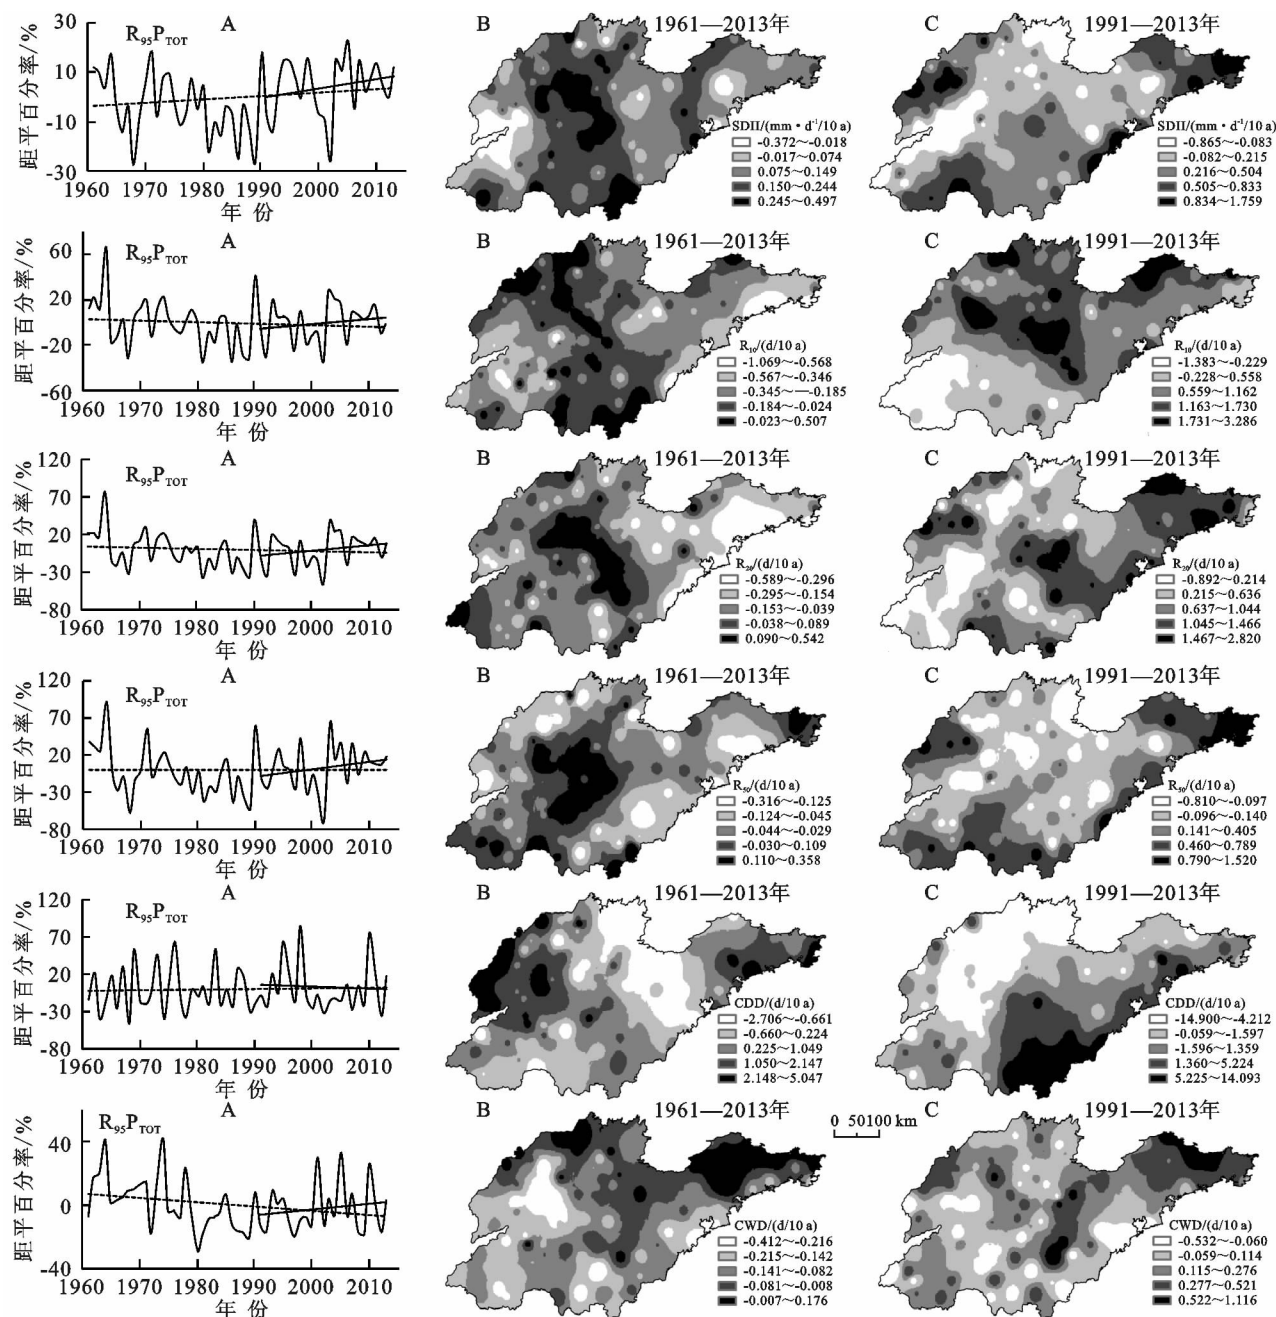 A
R₉₅Pᴛᴏᴛ
距平百分率/%
30
10
-10
-30
1960 1970 1980 1990 2000 2010
年 份
B 1961—2013年
SDII/(mm·d⁻¹/10 a)
-0.372～-0.018
-0.017～0.074
0.075～0.149
0.150～0.244
0.245～0.497
C 1991—2013年
SDII/(mm·d⁻¹/10 a)
-0.865～-0.083
-0.082～0.215
0.216～0.504
0.505～0.833
0.834～1.759
A
R₉₅Pᴛᴏᴛ
距平百分率/%
60
20
-20
-60
1960 1970 1980 1990 2000 2010
年 份
B 1961—2013年
R₁₀/(d/10 a)
-1.069～-0.568
-0.567～-0.346
-0.345～—-0.185
-0.184～-0.024
-0.023～0.507
C 1991—2013年
R₁₀/(d/10 a)
-1.383～-0.229
-0.228～0.558
0.559～1.162
1.163～1.730
1.731～3.286
A
R₉₅Pᴛᴏᴛ
距平百分率/%
120
70
20
-30
-80
1960 1970 1980 1990 2000 2010
年 份
B 1961—2013年
R₂₀/(d/10 a)
-0.589～-0.296
-0.295～-0.154
-0.153～-0.039
-0.038～0.089
0.090～0.542
C 1991—2013年
R₂₀/(d/10 a)
-0.892～0.214
0.215～0.636
0.637～1.044
1.045～1.466
1.467～2.820
A
R₉₅Pᴛᴏᴛ
距平百分率/%
120
70
20
-30
-80
1960 1970 1980 1990 2000 2010
年 份
B 1961—2013年
R₅₀/(d/10 a)
-0.316～-0.125
-0.124～-0.045
-0.044～-0.029
-0.030～0.109
0.110～0.358
C 1991—2013年
R₅₀/(d/10 a)
-0.810～-0.097
-0.096～-0.140
0.141～0.405
0.460～0.789
0.790～1.520
A
R₉₅Pᴛᴏᴛ
距平百分率/%
120
70
20
-30
-80
1960 1970 1980 1990 2000 2010
年 份
B 1961—2013年
CDD/(d/10 a)
-2.706～-0.661
-0.660～0.224
0.225～1.049
1.050～2.147
2.148～5.047
C 1991—2013年
CDD/(d/10 a)
-14.900～-4.212
-0.059～-1.597
-1.596～1.359
1.360～5.224
5.225～14.093
A
R₉₅Pᴛᴏᴛ
距平百分率/%
40
0
-40
1960 1970 1980 1990 2000 2010
年 份
B 1961—2013年
CWD/(d/10 a)
-0.412～-0.216
-0.215～-0.142
-0.141～-0.082
-0.081～-0.008
-0.007～0.176
0 50100 km
C 1991—2013年
CWD/(d/10 a)
-0.532～-0.060
-0.059～0.114
0.115～0.276
0.277～0.521
0.522～1.116